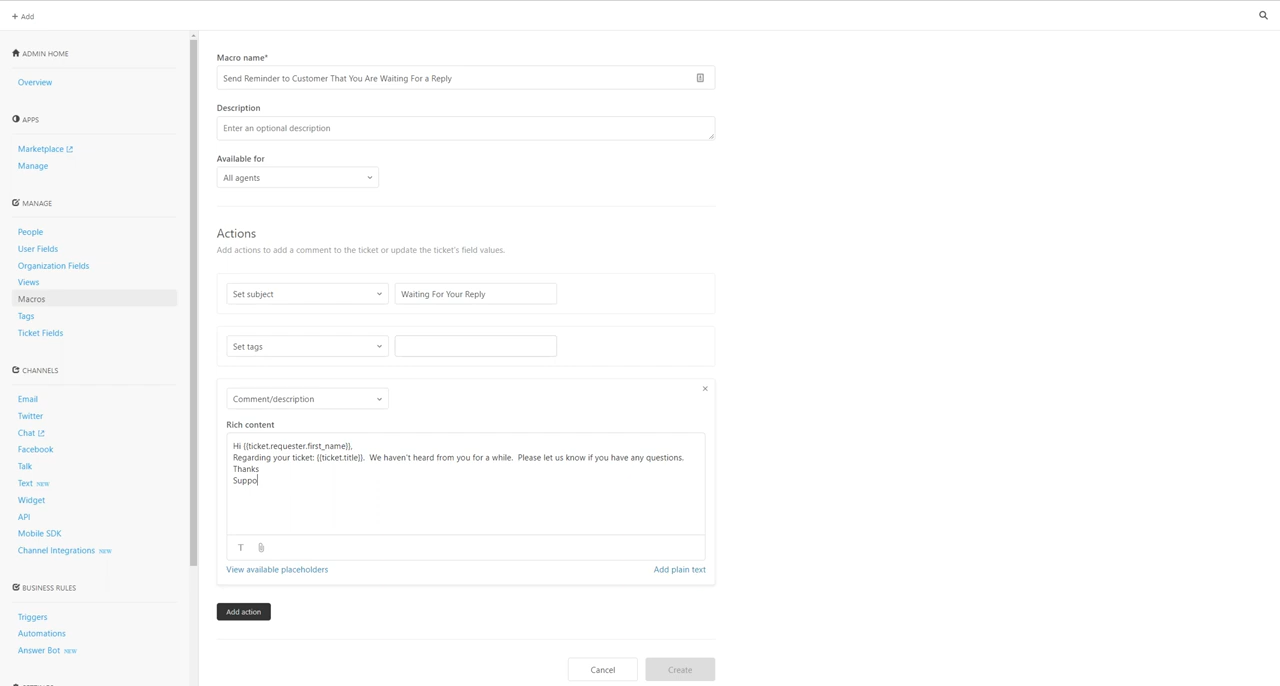 + Add
ADMIN HOME
Overview
APPS
Marketplace
Manage
MANAGE
People
User Fields
Organization Fields
Views
Macros
Tags
Ticket Fields
CHANNELS
Email
Twitter
Chat
Facebook
Talk
Text NEW
Widget
API
Mobile SDK
Channel Integrations NEW
BUSINESS RULES
Triggers
Automations
Answer Bot NEW
Macro name*
Send Reminder to Customer That You Are Waiting For a Reply
Description
Enter an optional description
Available for
All agents
Actions
Add actions to add a comment to the ticket or update the ticket's field values.
Set subject
Waiting For Your Reply
Set tags
Comment/description
Rich content
Hi {{ticket.requester.first_name}},
Regarding your ticket: {{ticket.title}}. We haven't heard from you for a while. Please let us know if you have any questions.
Thanks
Suppo
T
View available placeholders
Add plain text
Add action
Cancel
Create